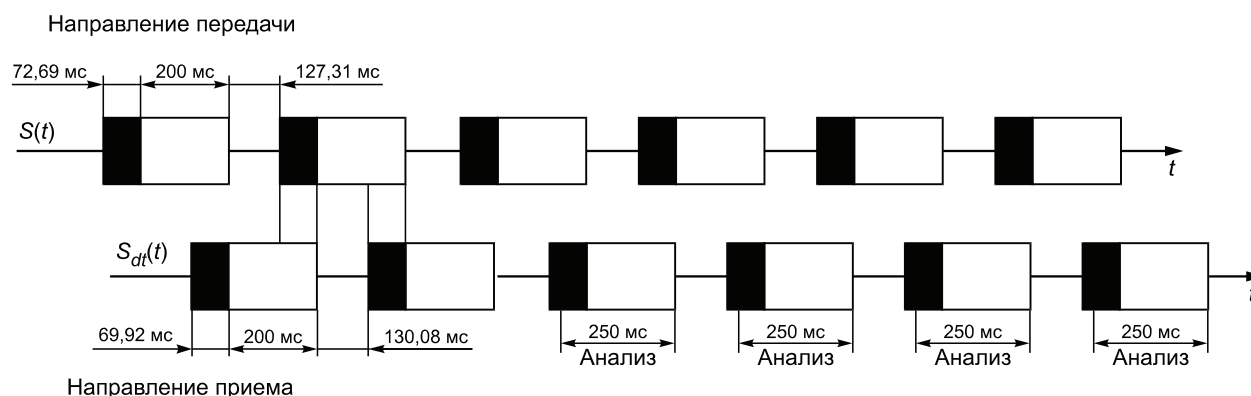 Направление передачи
72,69 мс 200 мс 127,31 мс
S(t)
t
Sdt(t)
t
69,92 мс 200 мс 130,08 мс 250 мс 250 мс 250 мс 250 мс
Анализ Анализ Анализ Анализ
Направление приема